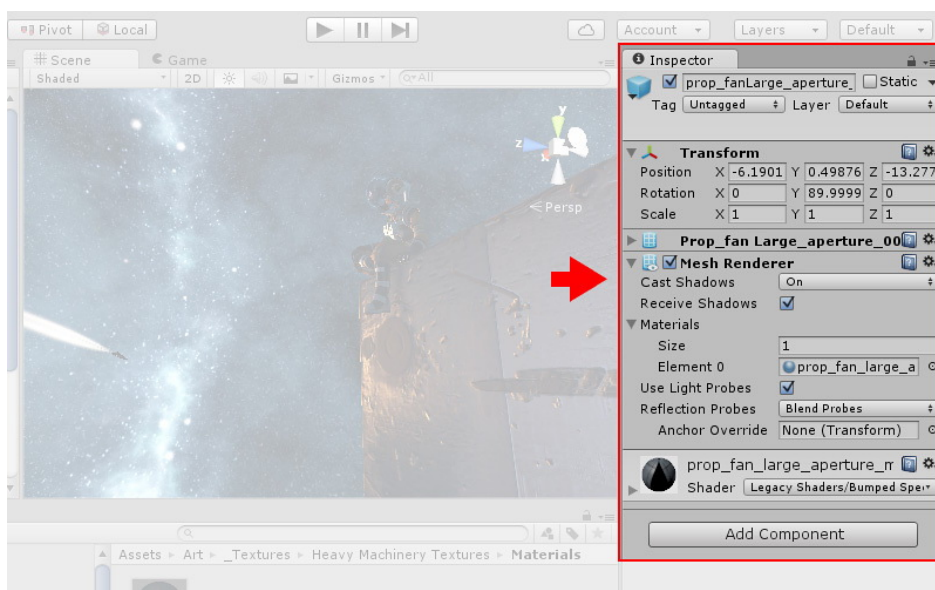 Pivot Local Account Layers Default
# Scene Game
Shaded 2D Gizmos All
y
z
x
Persp
Inspector
prop_fanLarge_aperture_ Static
Tag Untagged Layer Default
Transform
Position X -6.1901 Y 0.49876 Z -13.277
Rotation X 0 Y 89.9999 Z 0
Scale X 1 Y 1 Z 1
Prop_fan Large_aperture_00
Mesh Renderer
Cast Shadows On
Receive Shadows
Materials
Size 1
Element 0 prop_fan_large_a
Use Light Probes
Reflection Probes Blend Probes
Anchor Override None (Transform)
prop_fan_large_aperture_m
Shader Legacy Shaders/Bumped Spe
Add Component
Assets Art _Textures Heavy Machinery Textures Materials